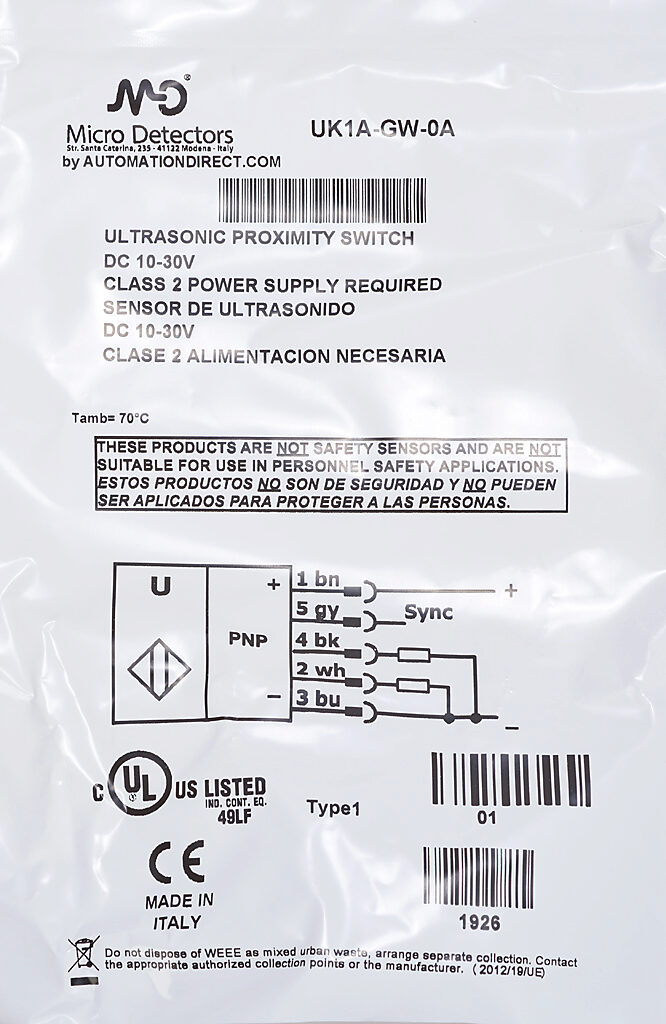 MD®
Micro Detectors
Str. Santa Caterina, 235 - 41122 Modena - Italy
by AUTOMATIONDIRECT.COM
UK1A-GW-0A
ULTRASONIC PROXIMITY SWITCH
DC 10-30V
CLASS 2 POWER SUPPLY REQUIRED
SENSOR DE ULTRASONIDO
DC 10-30V
CLASE 2 ALIMENTACION NECESARIA
Tamb= 70°C
THESE PRODUCTS ARE NOT SAFETY SENSORS AND ARE NOT
SUITABLE FOR USE IN PERSONNEL SAFETY APPLICATIONS.
ESTOS PRODUCTOS NO SON DE SEGURIDAD Y NO PUEDEN
SER APLICADOS PARA PROTEGER A LAS PERSONAS.
U
PNP
+
−
1 bn
+
5 gy
Sync
4 bk
2 wh
3 bu
−
C UL US LISTED
IND. CONT. EQ.
49LF
Type1
01
CE
MADE IN
ITALY
1926
Do not dispose of WEEE as mixed urban waste, arrange separate collection. Contact
the appropriate authorized collection points or the manufacturer. (2012/19/UE)